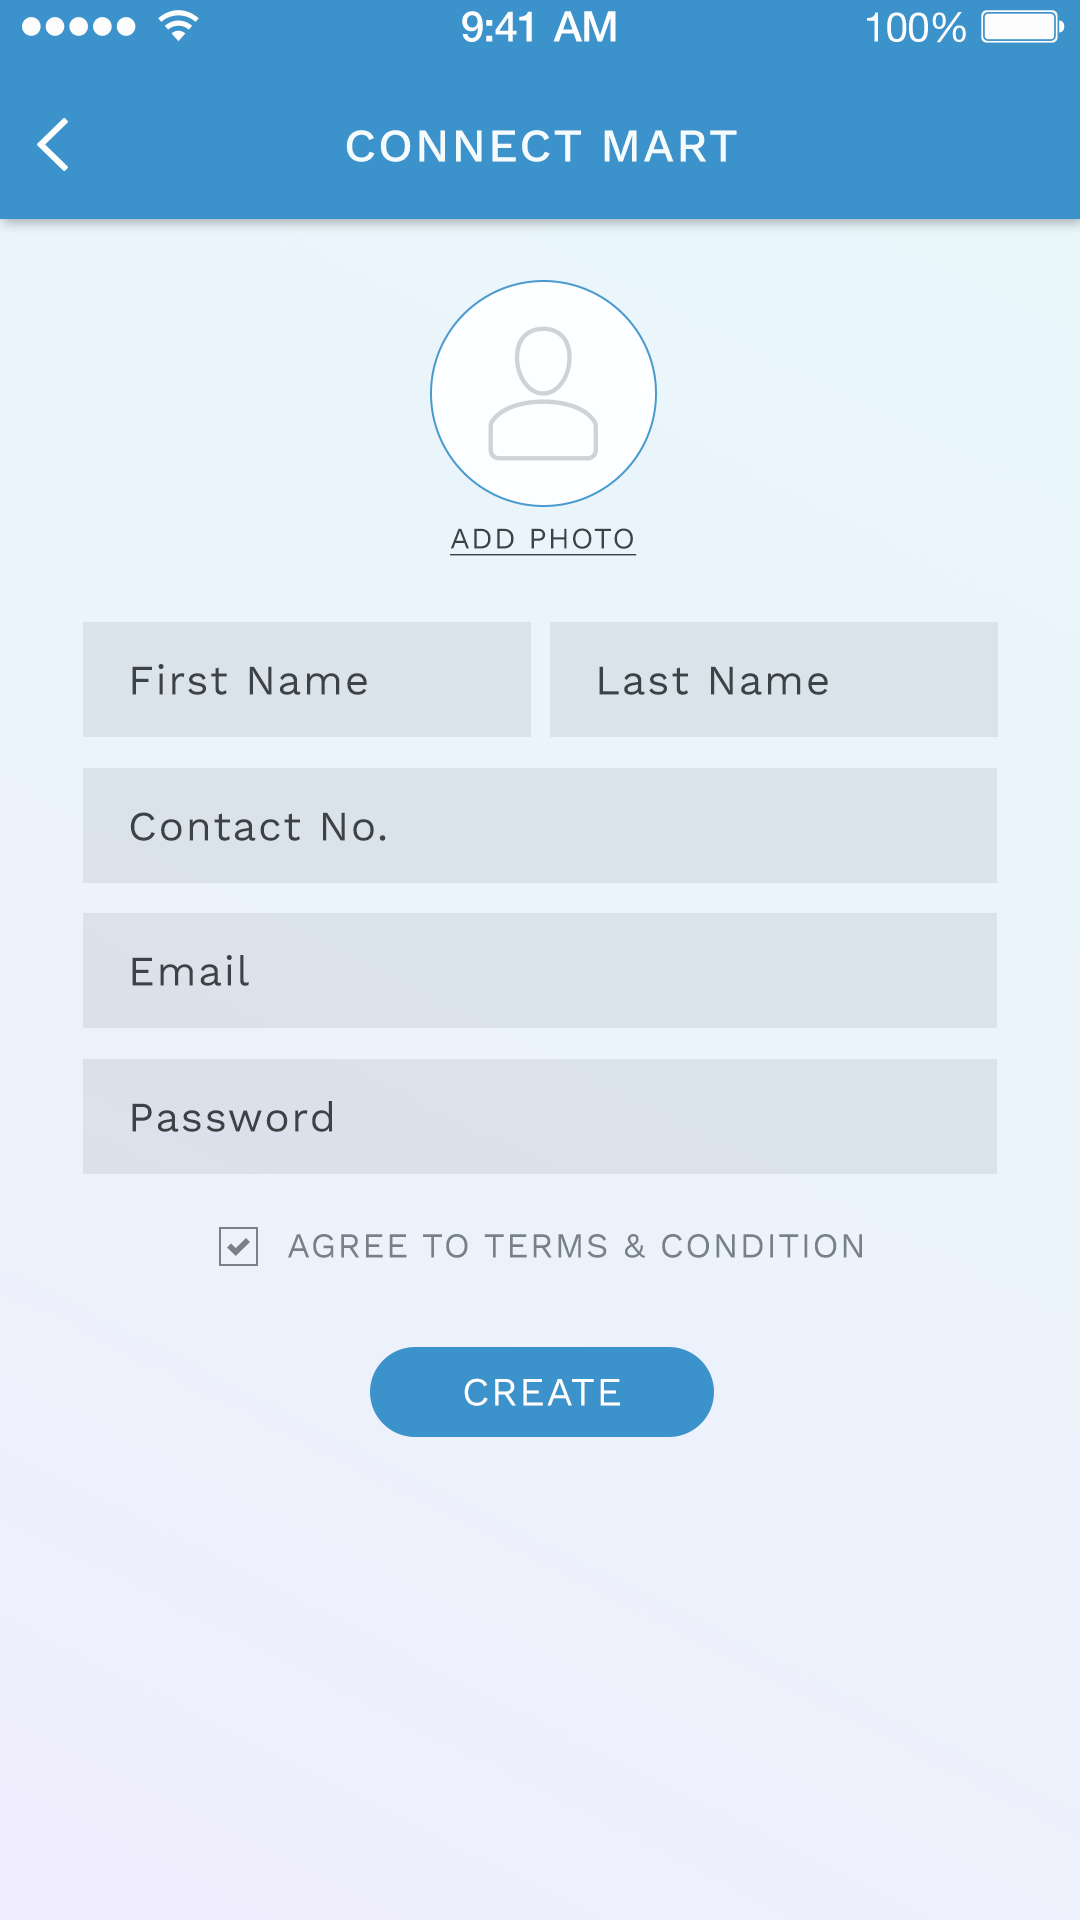 9:41 AM 100%
CONNECT MART
ADD PHOTO
First Name Last Name
Contact No.
Email
Password
AGREE TO TERMS & CONDITION
CREATE